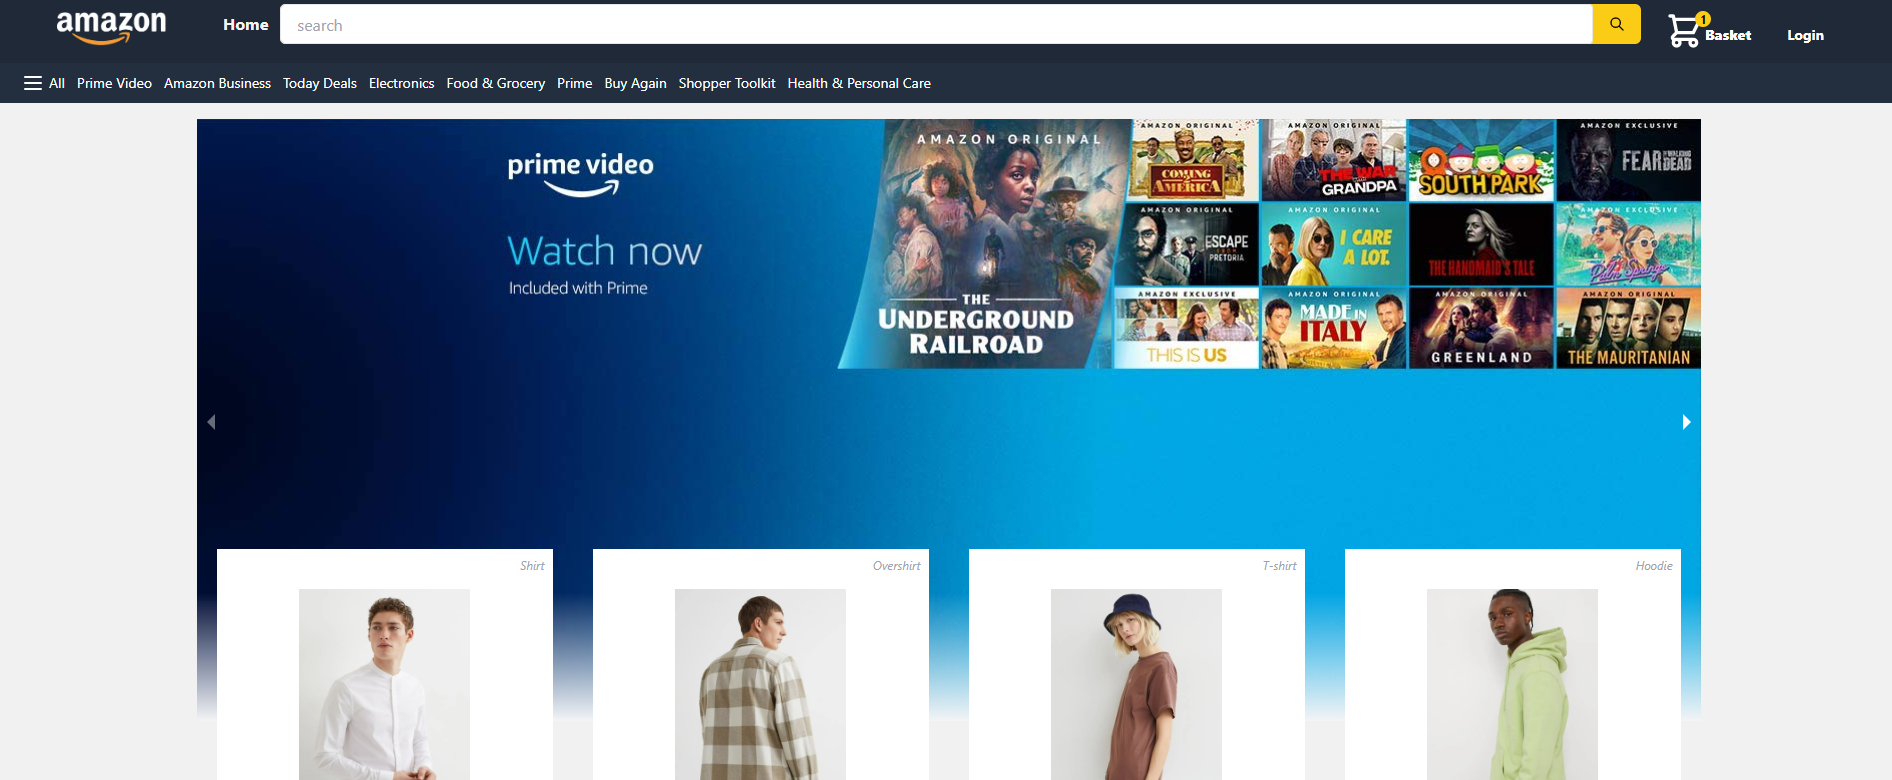 amazon
Home
search
1
Basket
Login
All Prime Video Amazon Business Today Deals Electronics Food & Grocery Prime Buy Again Shopper Toolkit Health & Personal Care
prime video
Watch now
Included with Prime
AMAZON ORIGINAL
THE
UNDERGROUND
RAILROAD
AMAZON ORIGINAL
COMING
2
AMERICA
AMAZON ORIGINAL
THE WAR
GRANDPA
SOUTH PARK
AMAZON EXCLUSIVE
FEAR THE WALKING
DEAD
AMAZON ORIGINAL
ESCAPE
FROM
PRETORIA
AMAZON ORIGINAL
I CARE
A LOT.
THE HANDMAID'S TALE
AMAZON EXCLUSIVE
Palm Springs
AMAZON EXCLUSIVE
THIS IS US
AMAZON ORIGINAL
MADE IN
ITALY
AMAZON ORIGINAL
GREENLAND
AMAZON ORIGINAL
THE MAURITANIAN
Shirt
Overshirt
T-shirt
Hoodie